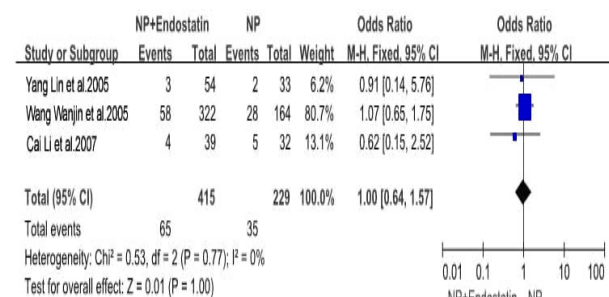 NP+Endostatin NP Odds Ratio Odds Ratio
Study or Subgroup Events Total Events Total Weight M-H. Fixed. 95% CI M-H. Fixed. 95% CI
Yang Lin et al.2005 3 54 2 33 6.2% 0.91 [0.14, 5.76]
Wang Wanjin et al.2005 58 322 28 164 80.7% 1.07 [0.65, 1.75]
Cai Li et al.2007 4 39 5 32 13.1% 0.62 [0.15, 2.52]
Total (95% CI) 415 229 100.0% 1.00 [0.64, 1.57]
Total events 65 35
Heterogeneity: Chi² = 0.53, df = 2 (P = 0.77); I² = 0%
Test for overall effect: Z = 0.01 (P = 1.00)
0.01 0.1 1 10 100
NP+Endostatin NP